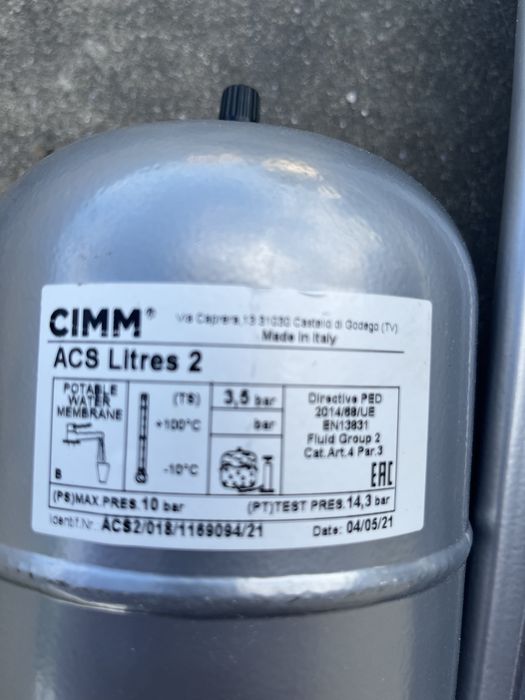 CIMM®
Via Caprera, 13 31030 Castello di Godego (TV)
Made in Italy
ACS Litres 2
POTABLE
WATER
MEMBRANE
B
(TS)
+100°C
-10°C
3,5 bar
bar
Directive PED
2014/68/UE
EN13831
Fluid Group 2
Cat.Art.4 Par.3
EAC
(PS)MAX.PRES.10 bar
(PT)TEST PRES.14,3 bar
Identif.Nr. ACS2/018/1169094/21
Date: 04/05/21